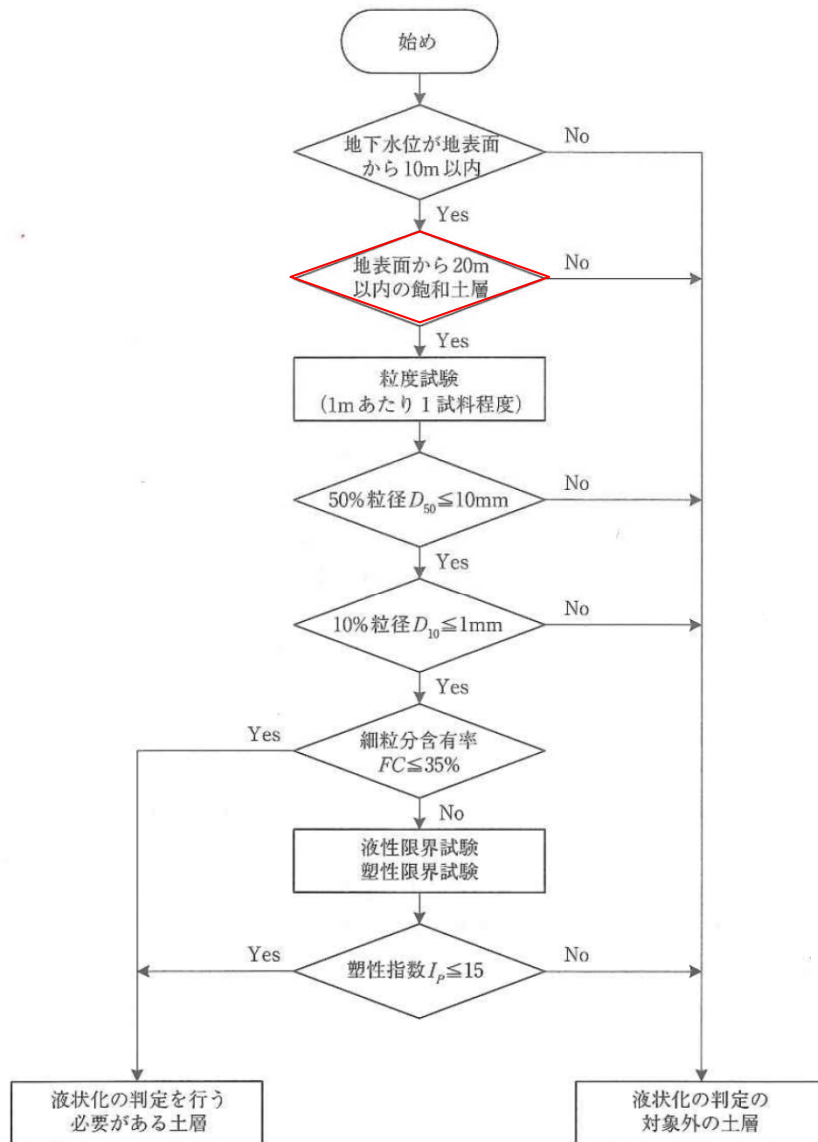 始め
地下水位が地表面
から10m以内
No
Yes
地表面から20m
以内の飽和土層
No
Yes
粒度試験
(1mあたり1試料程度)
50%粒径D₅₀≦10mm
No
Yes
10%粒径D₁₀≦1mm
No
Yes
細粒分含有率
FC≦35%
Yes
No
液性限界試験
塑性限界試験
塑性指数I_P≦15
Yes
No
液状化の判定を行う
必要がある土層
液状化の判定の
対象外の土層